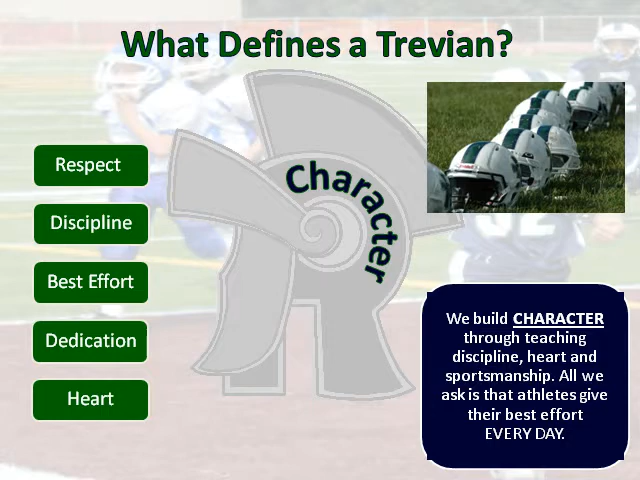 What Defines a Trevian?
Respect
Discipline
Best Effort
Dedication
Heart
Character
We build CHARACTER
through teaching
discipline, heart and
sportsmanship. All we
ask is that athletes give
their best effort
EVERY DAY.